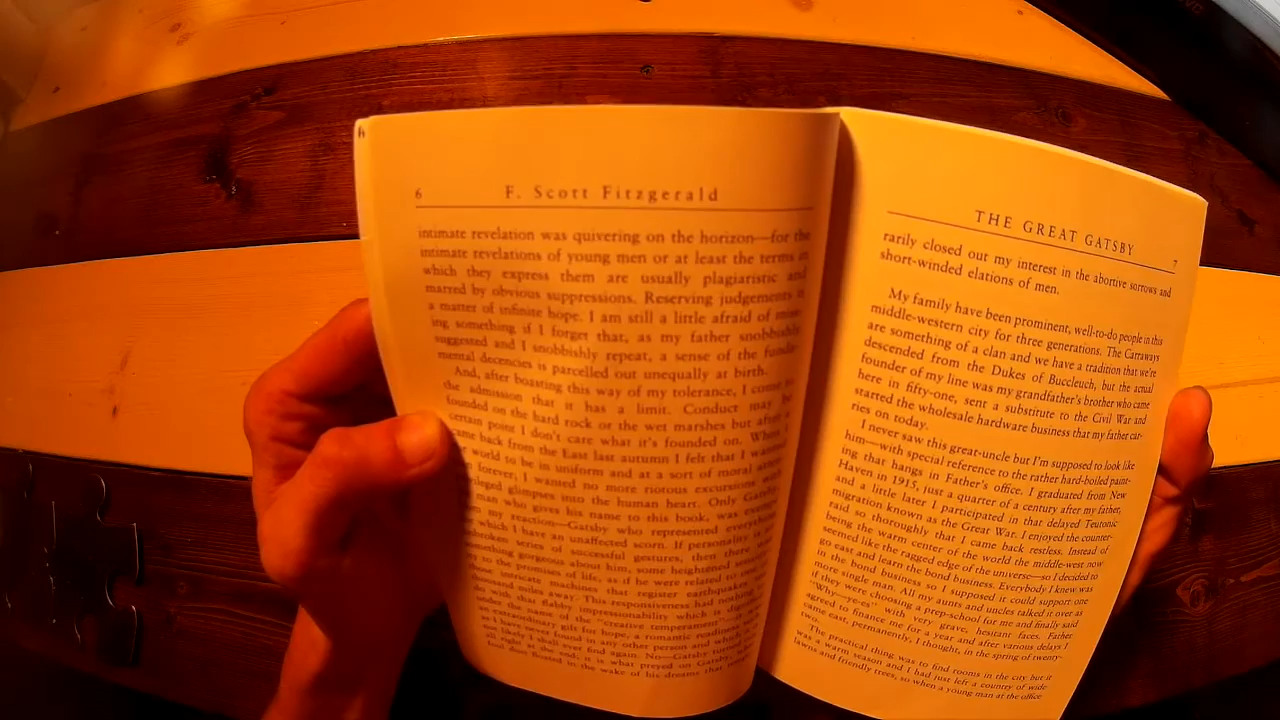 6 F. Scott Fitzgerald
intimate revelation was quivering on the horizon—for the
intimate revelations of young men or at least the terms in
which they express them are usually plagiaristic and
marred by obvious suppressions. Reserving judgements is
a matter of infinite hope. I am still a little afraid of miss-
ing something if I forget that, as my father snobbishly
suggested and I snobbishly repeat, a sense of the funda-
mental decencies is parcelled out unequally at birth.
And, after boasting this way of my tolerance, I come
the admission that it has a limit. Conduct may be
founded on the hard rock or the wet marshes but after a
certain point I don't care what it's founded on. When I
came back from the East last autumn I felt that I wanted
world to be in uniform and at a sort of moral
forever; I wanted no more riotous excursions with
glimpses into the human heart. Only Gatsby,
man who gives his name to this book, was
my reaction—Gatsby who represented everything
which I have an unaffected scorn. If personality is
series of successful gestures, then there was
something gorgeous about him, some heightened
to the promises of life, as if he were related to one
intricate machines that register earthquakes
thousand miles away. This responsiveness had nothing
do with that flabby impressionability which is
under the name of the "creative temperament"—
extraordinary gift for hope, a romantic readiness such
as I have never found in any other person and which
likely I shall ever find again. No—Gatsby turned
all right at the end; it is what preyed on Gatsby, what
foul dust floated in the wake of his dreams that
THE GREAT GATSBY 7
rarily closed out my interest in the abortive sorrows and
short-winded elations of men.
My family have been prominent, well-to-do people in this
middle-western city for three generations. The Carraways
are something of a clan and we have a tradition that we're
descended from the Dukes of Buccleuch, but the actual
founder of my line was my grandfather's brother who came
here in fifty-one, sent a substitute to the Civil War and
started the wholesale hardware business that my father car-
ries on today.
I never saw this great-uncle but I'm supposed to look like
him—with special reference to the rather hard-boiled paint-
ing that hangs in Father's office. I graduated from New
Haven in 1915, just a quarter of a century after my father,
and a little later I participated in that delayed Teutonic
migration known as the Great War. I enjoyed the counter-
raid so thoroughly that I came back restless. Instead of
being the warm center of the world the middle-west now
seemed like the ragged edge of the universe—so I decided to
go east and learn the bond business. Everybody I knew was
in the bond business so I supposed it could support one
more single man. All my aunts and uncles talked it over as
if they were choosing a prep-school for me and finally said
"Why—ye-es" with very grave, hesitant faces. Father
agreed to finance me for a year and after various delays I
came east, permanently, I thought, in the spring of twenty-
two.
The practical thing was to find rooms in the city but it
was a warm season and I had just left a country of wide
lawns and friendly trees, so when a young man at the office